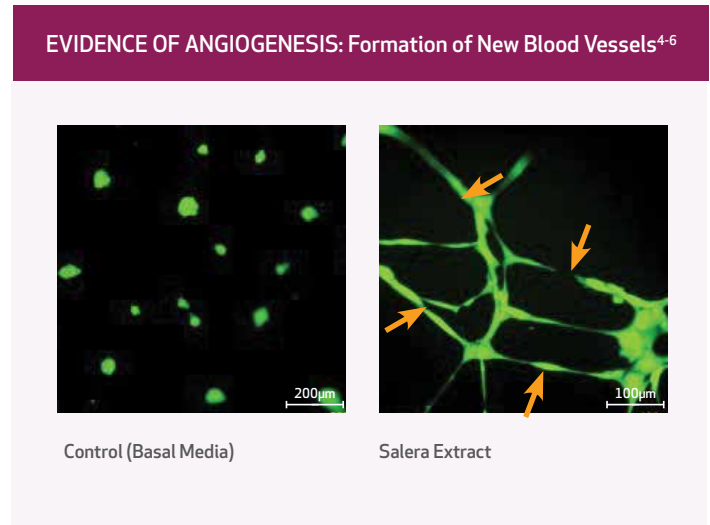 EVIDENCE OF ANGIOGENESIS: Formation of New Blood Vessels⁴⁻⁶
200µm
100µm
Control (Basal Media)
Salera Extract